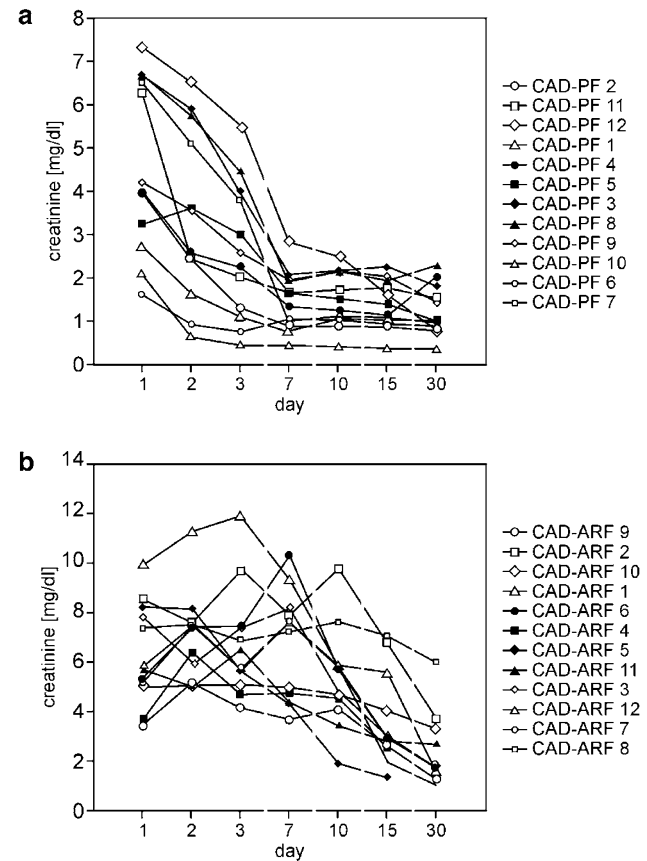 a
8
7
6
5
4
3
2
1
0
creatinine [mg/dl]
1 2 3 7 10 15 30
day
CAD-PF 2
CAD-PF 11
CAD-PF 12
CAD-PF 1
CAD-PF 4
CAD-PF 5
CAD-PF 3
CAD-PF 8
CAD-PF 9
CAD-PF 10
CAD-PF 6
CAD-PF 7
b
14
12
10
8
6
4
2
0
creatinine [mg/dl]
1 2 3 7 10 15 30
day
CAD-ARF 9
CAD-ARF 2
CAD-ARF 10
CAD-ARF 1
CAD-ARF 6
CAD-ARF 4
CAD-ARF 5
CAD-ARF 11
CAD-ARF 3
CAD-ARF 12
CAD-ARF 7
CAD-ARF 8